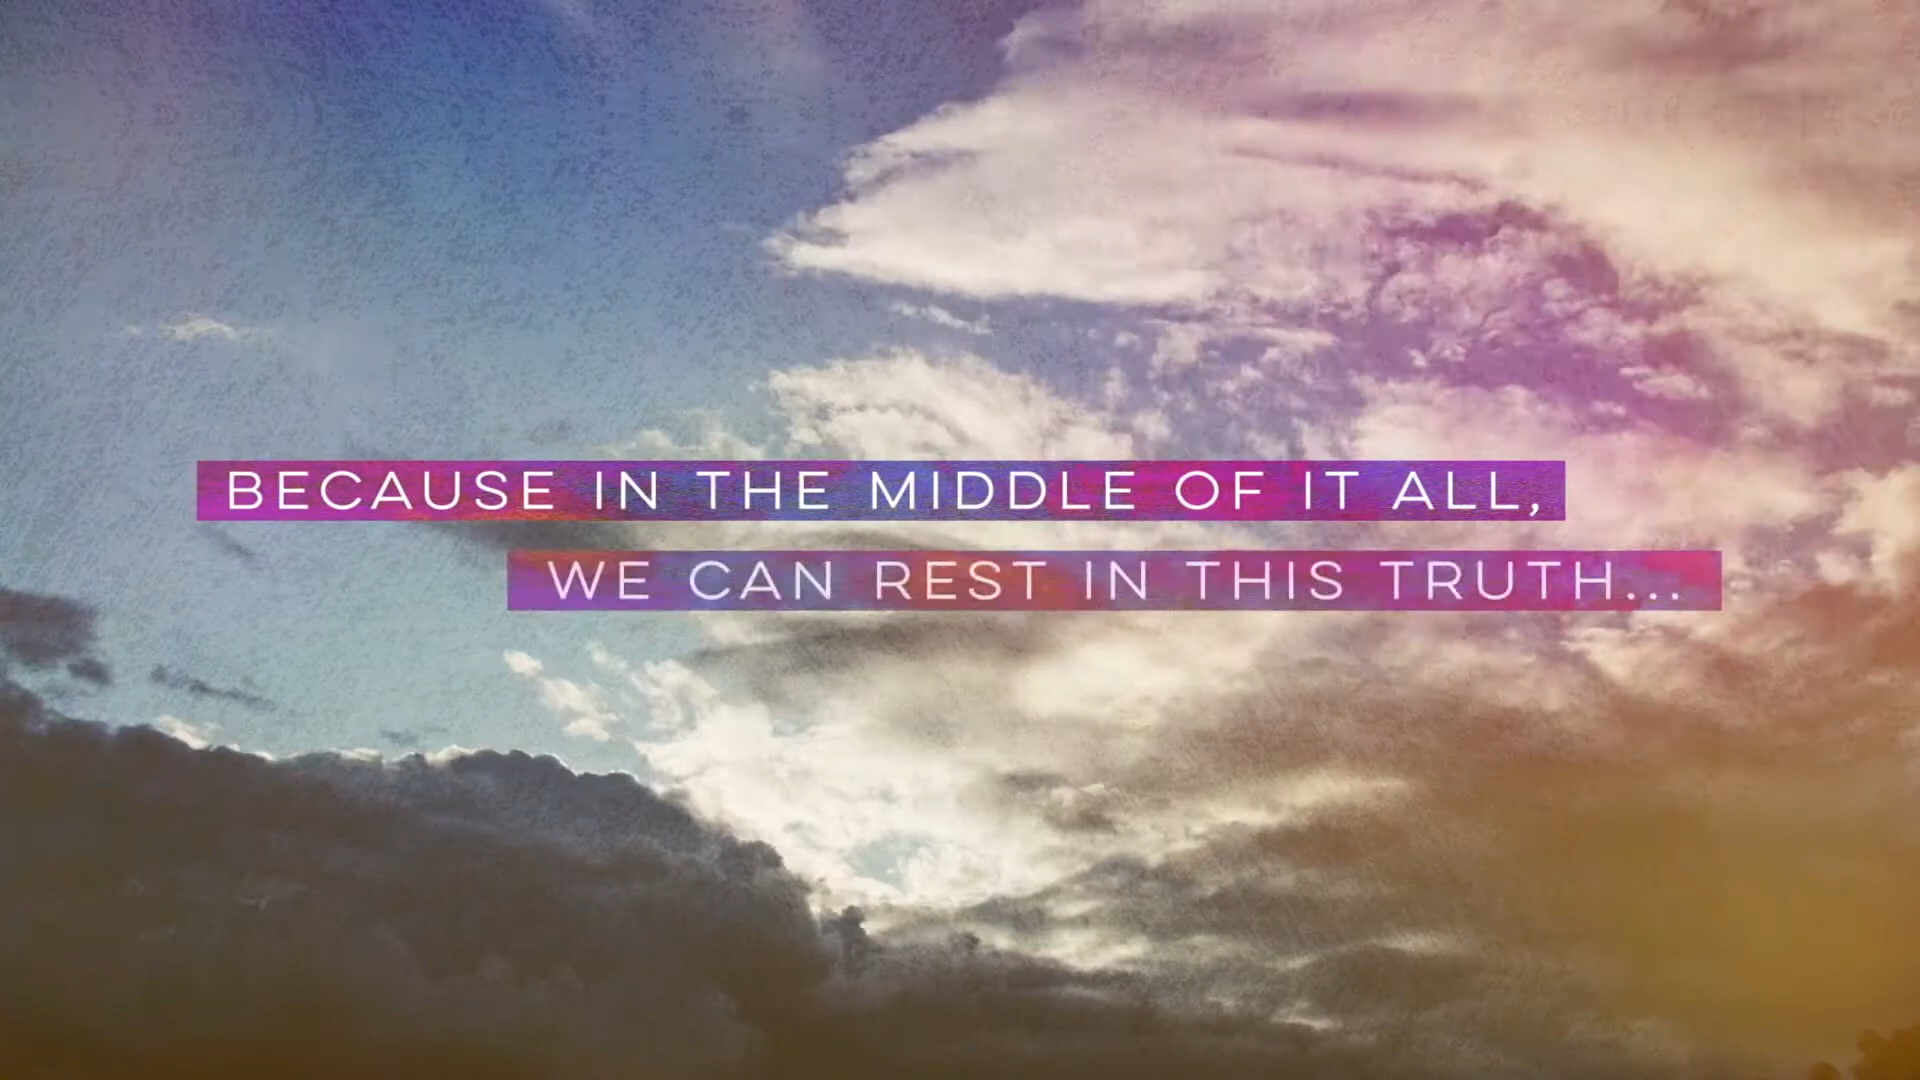 BECAUSE IN THE MIDDLE OF IT ALL,
WE CAN REST IN THIS TRUTH...